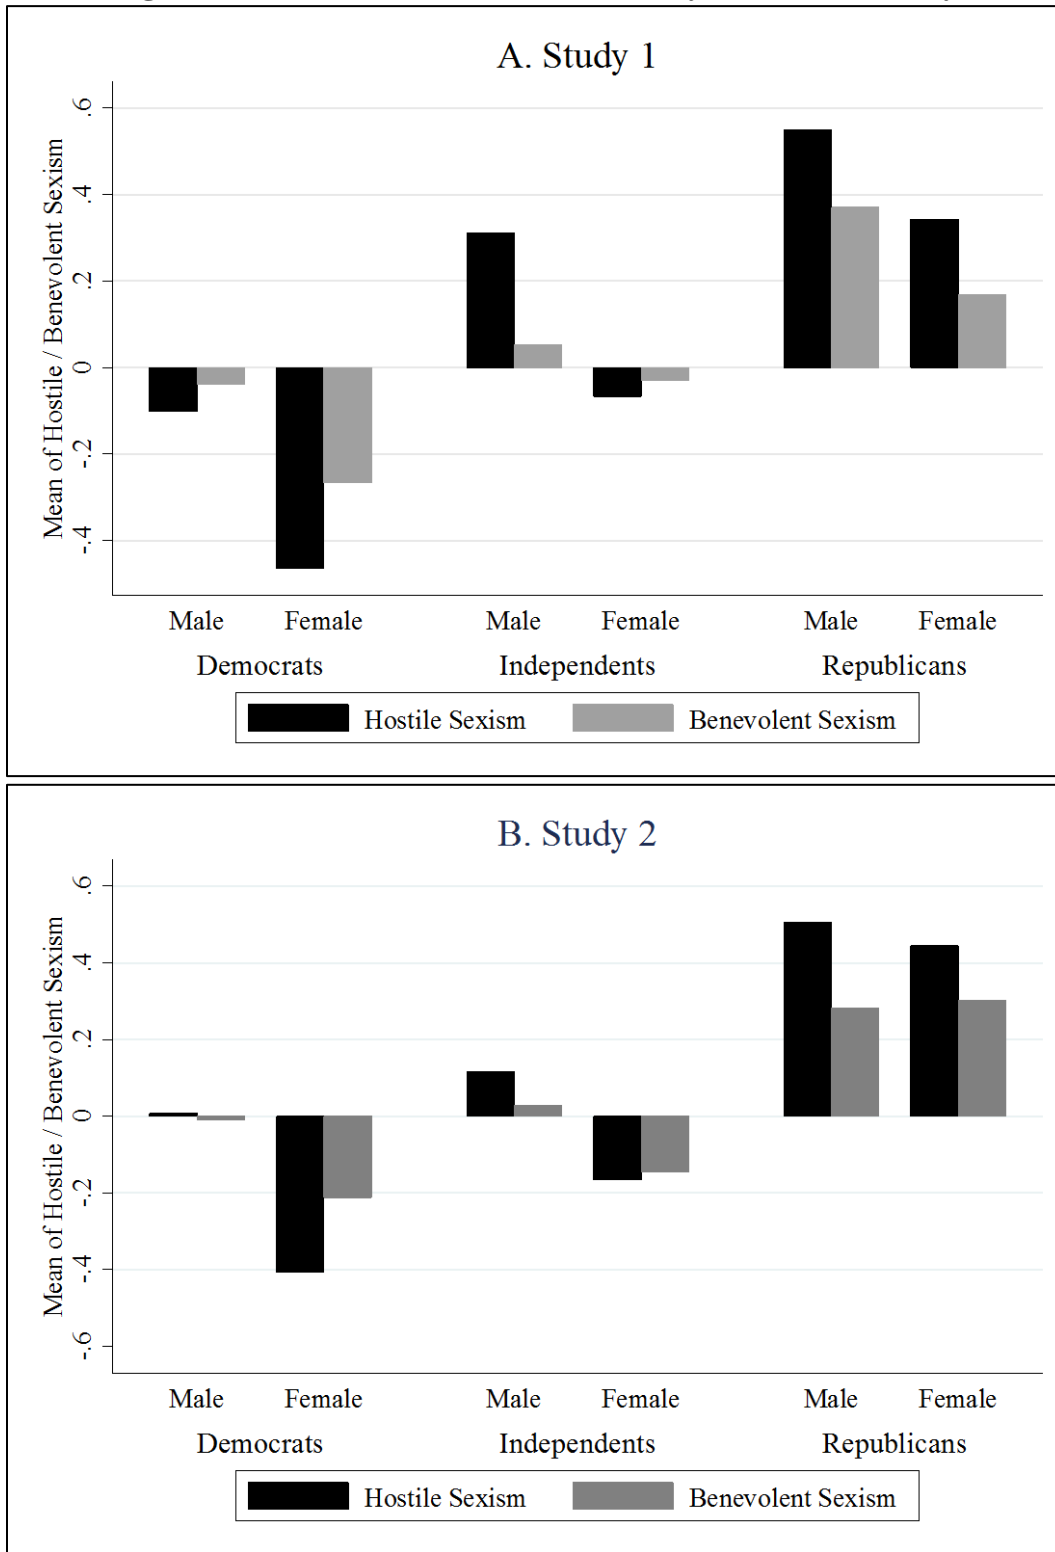 A. Study 1
Mean of Hostile / Benevolent Sexism
.6
.4
.2
0
-.2
-.4
Male Female Male Female Male Female
Democrats Independents Republicans
Hostile Sexism Benevolent Sexism
B. Study 2
Mean of Hostile / Benevolent Sexism
.6
.4
.2
0
-.2
-.4
-.6
Male Female Male Female Male Female
Democrats Independents Republicans
Hostile Sexism Benevolent Sexism